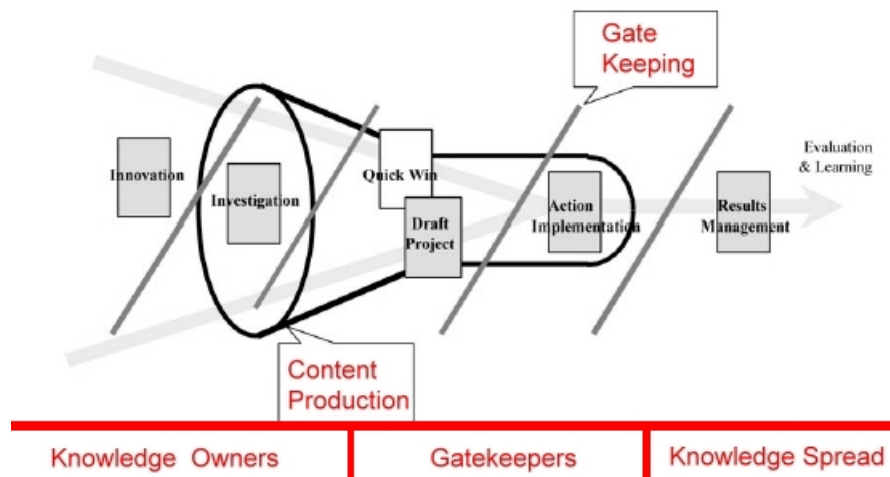 Gate
Keeping
Evaluation
& Learning
Innovation
Investigation
Quick Win
Draft
Project
Action
Implementation
Results
Management
Content
Production
Knowledge Owners
Gatekeepers
Knowledge Spread